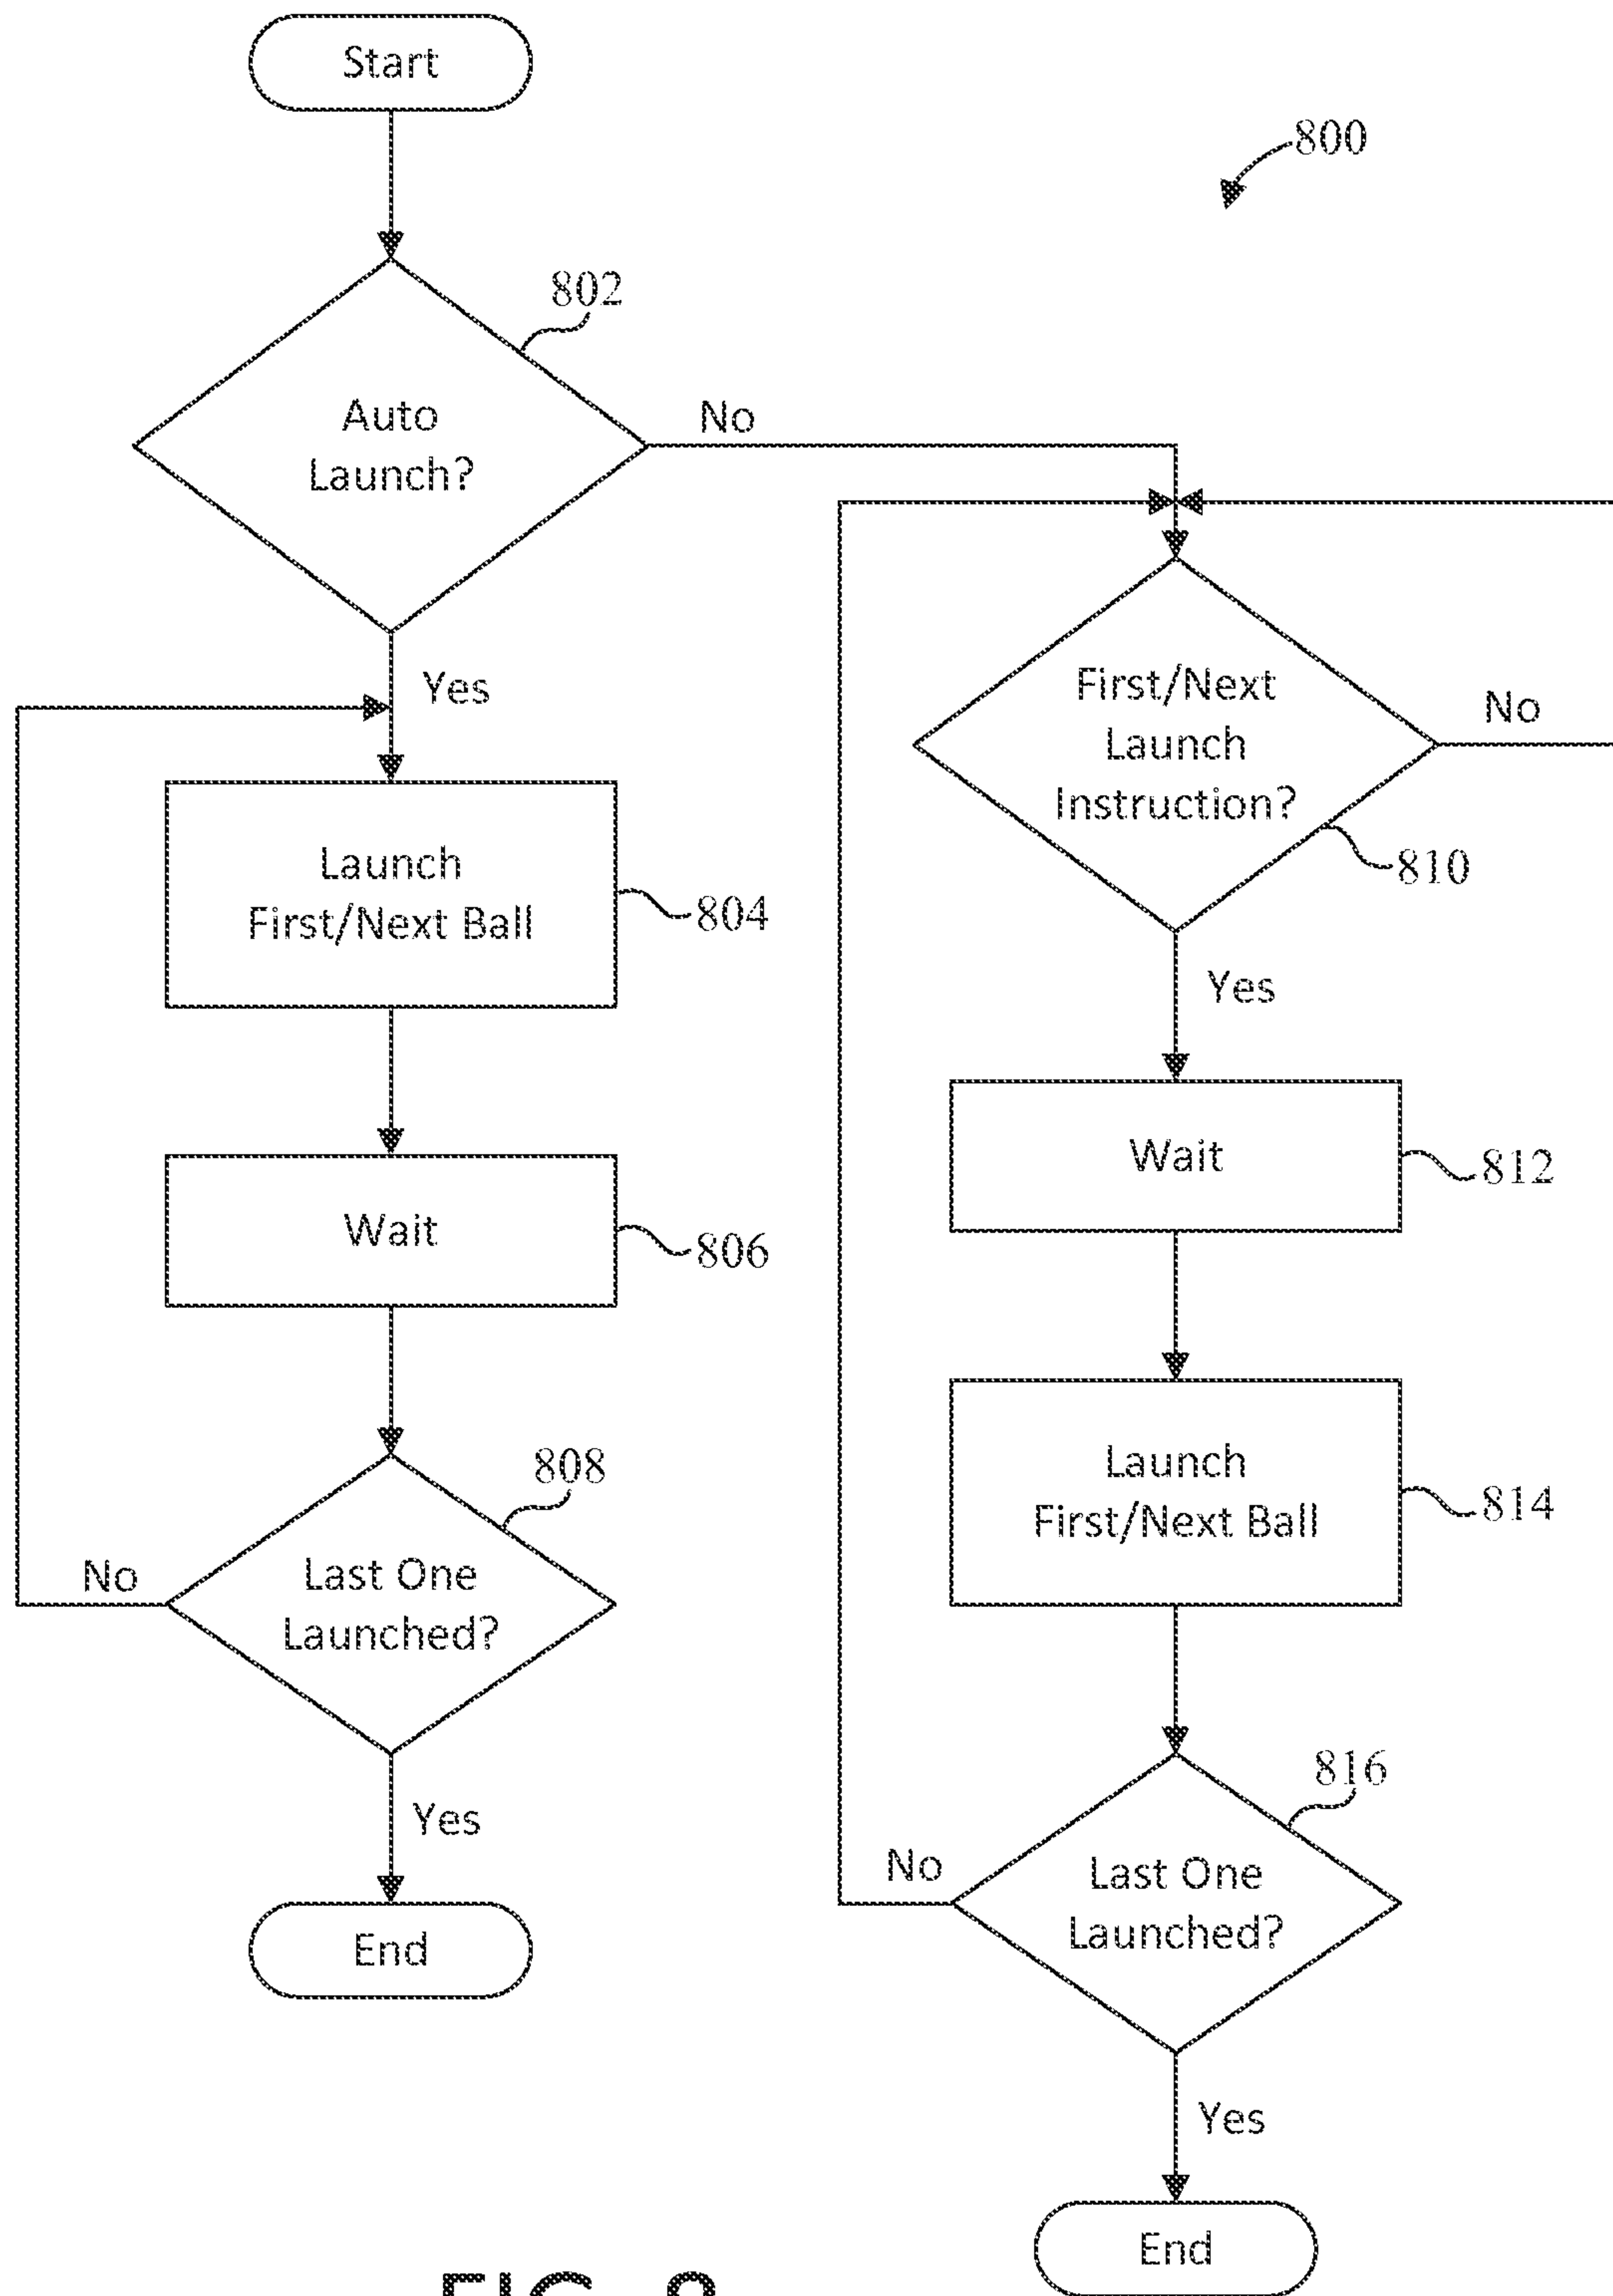 Start
800
802
Auto
Launch?
No
Yes
Launch
First/Next Ball
804
Wait
806
808
Last One
Launched?
No
Yes
End
First/Next
Launch
Instruction?
No
810
Yes
Wait
812
Launch
First/Next Ball
814
816
Last One
Launched?
No
Yes
End